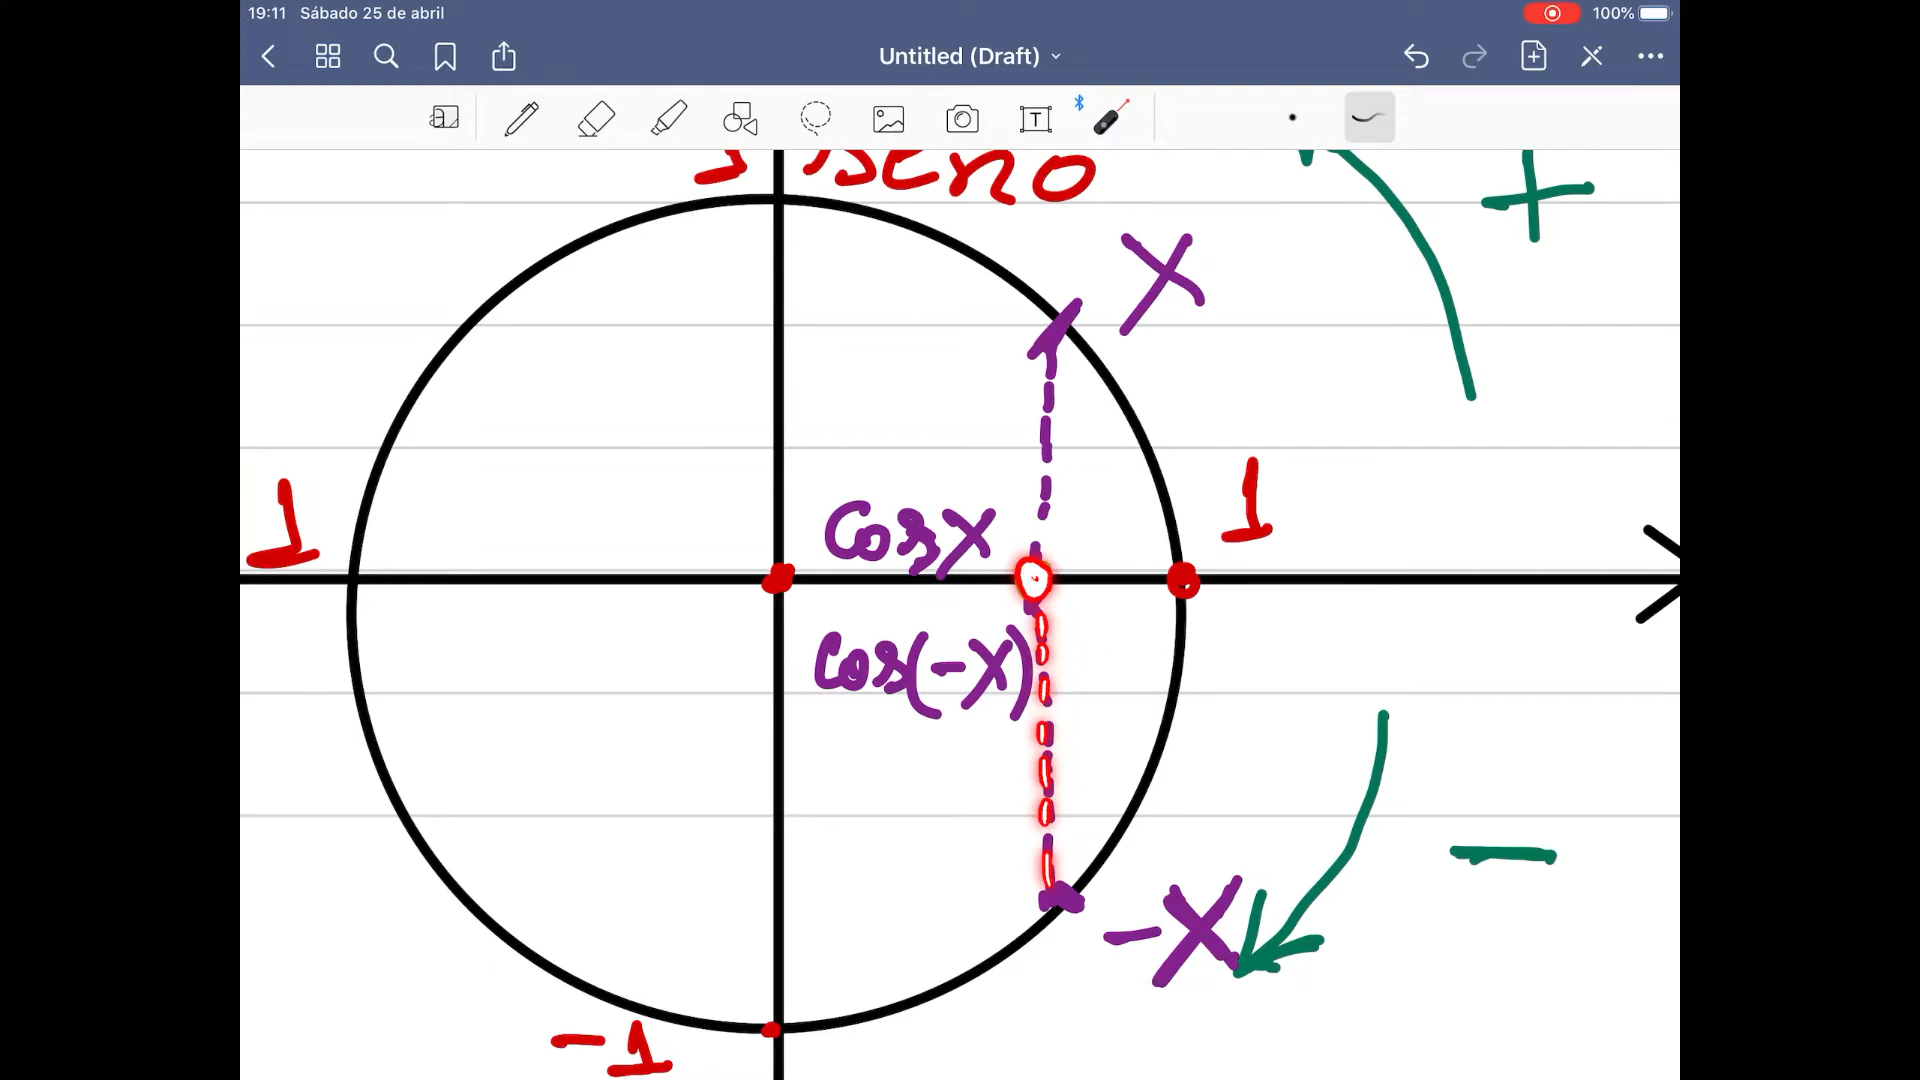 19:11 Sábado 25 de abril
100%
Untitled (Draft)
T
seno
+
X
1
1
cosx
cos(-x)
-X
-1